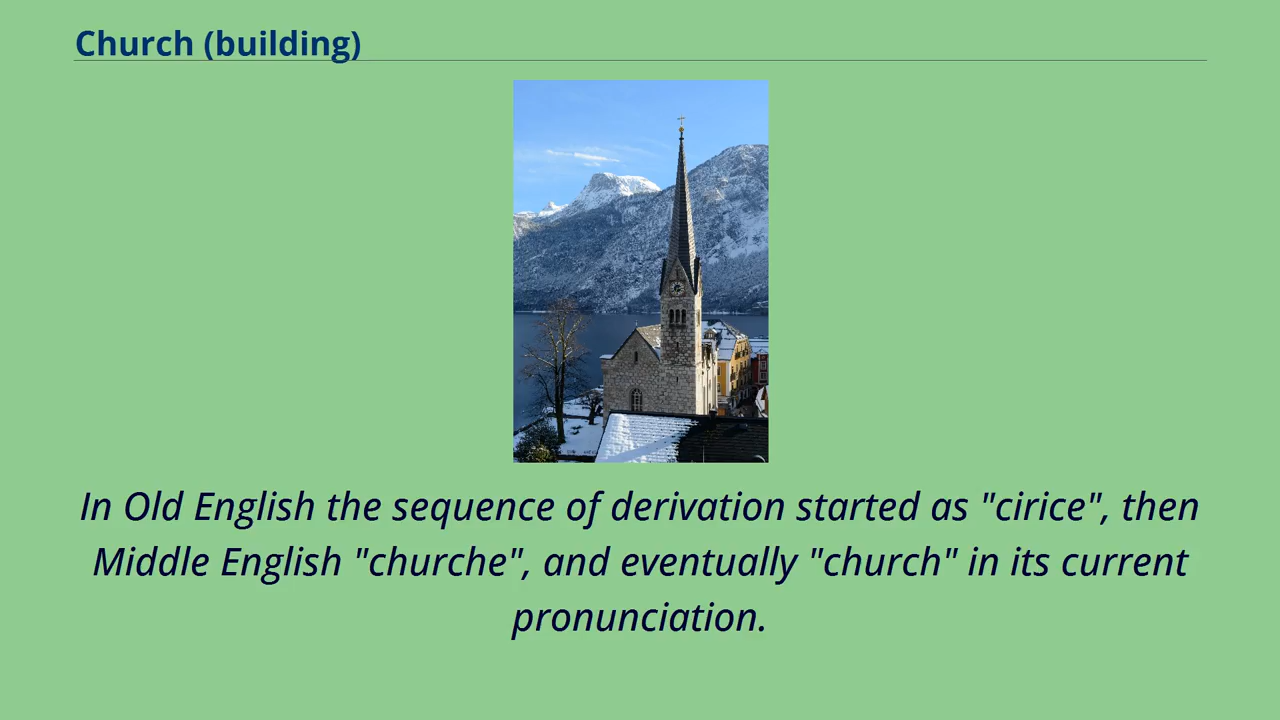 Church (building)
In Old English the sequence of derivation started as "cirice", then
Middle English "churche", and eventually "church" in its current
pronunciation.